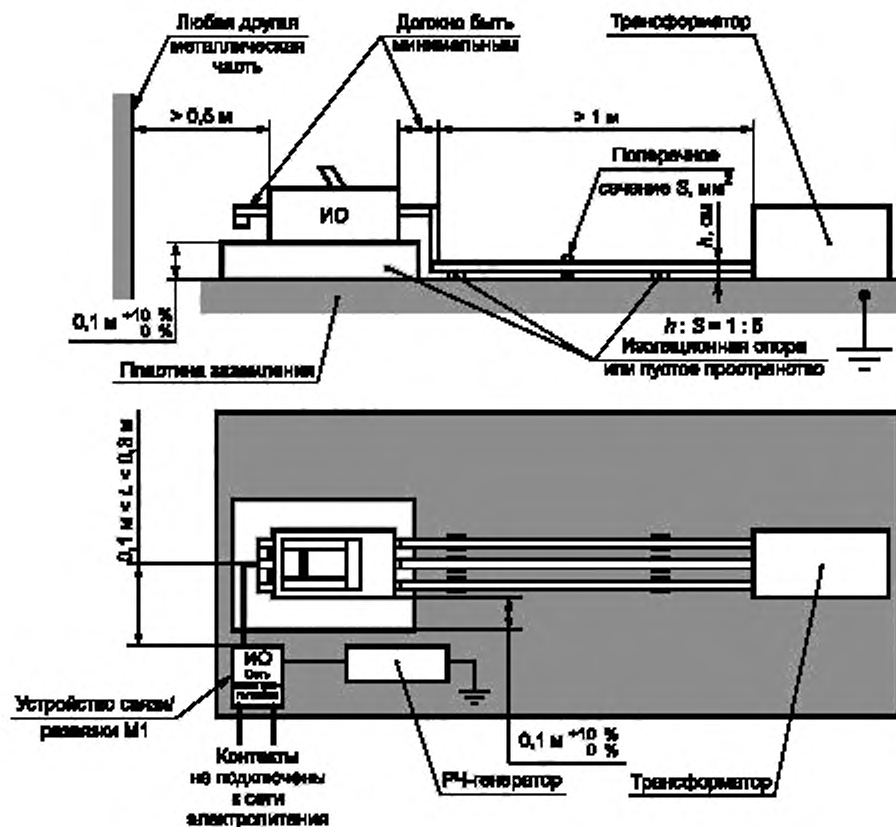 Любая другая
металлическая
часть
Должно быть
минимальным
Трансформатор
> 0,5 м
> 1 м
Поперечное
сечение S, мм²
ИО
h, см
0,1 м +10 %
0 %
h : S = 1 : 5
Изоляционная опора
или пустое пространство
Пластина заземления
0,1 м < L < 0,3 м
ИО
Устройство связи/
развязки М1
0,1 м +10 %
0 %
Контакты
не подключены
к сети
электропитания
РЧ-генератор
Трансформатор